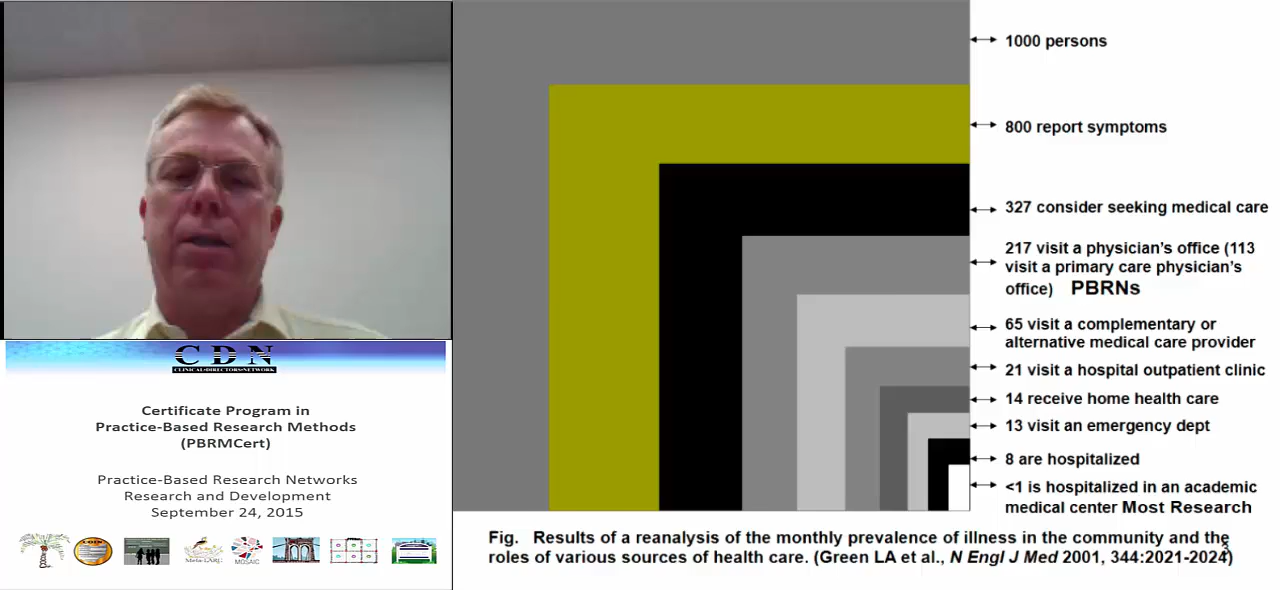 CDN
CLINICAL DIRECTORS NETWORK
Certificate Program in
Practice-Based Research Methods
(PBRMCert)
Practice-Based Research Networks
Research and Development
September 24, 2015
MOSAIC
1000 persons
800 report symptoms
327 consider seeking medical care
217 visit a physician's office (113
visit a primary care physician's
office) PBRNs
65 visit a complementary or
alternative medical care provider
21 visit a hospital outpatient clinic
14 receive home health care
13 visit an emergency dept
8 are hospitalized
<1 is hospitalized in an academic
medical center Most Research
Fig. Results of a reanalysis of the monthly prevalence of illness in the community and the
roles of various sources of health care. (Green LA et al., N Engl J Med 2001, 344:2021-2024)